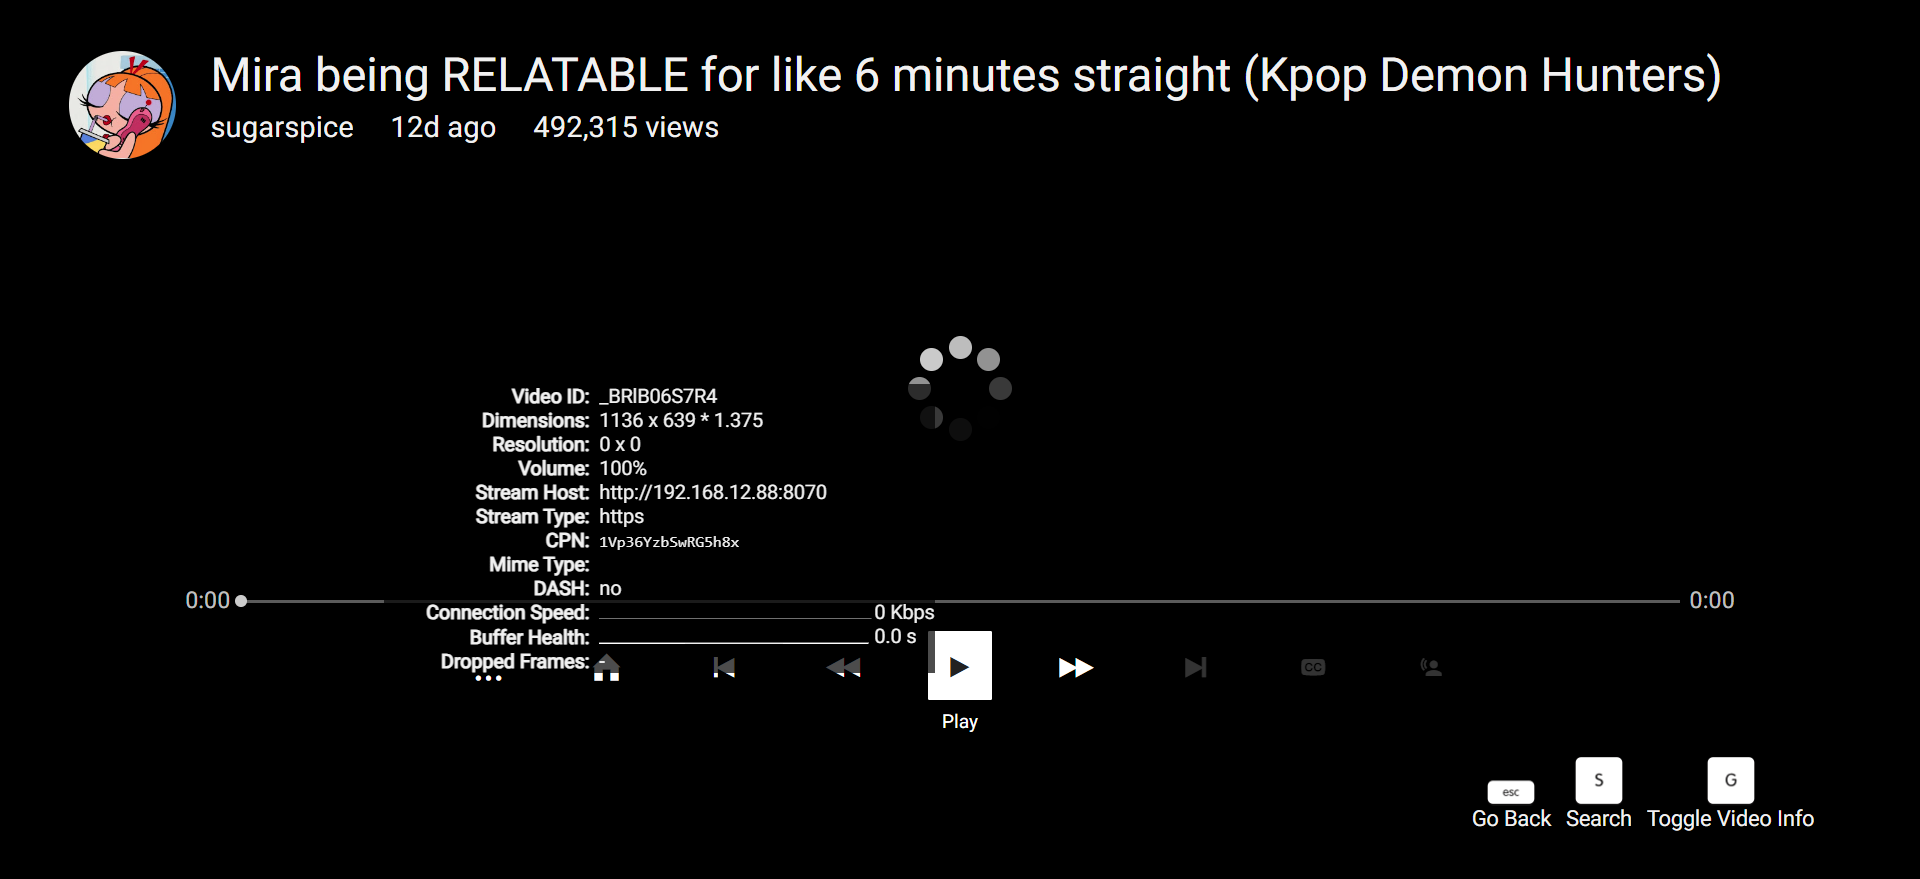 Mira being RELATABLE for like 6 minutes straight (Kpop Demon Hunters)
sugarspice 12d ago 492,315 views
Video ID: _BRlB06S7R4
Dimensions: 1136 x 639 * 1.375
Resolution: 0 x 0
Volume: 100%
Stream Host: http://192.168.12.88:8070
Stream Type: https
CPN: 1Vp36YzbSwRG5h8x
Mime Type:
DASH: no
0:00 0:00
Connection Speed: 0 Kbps
Buffer Health: 0.0 s
Dropped Frames: -
CC
Play
esc S G
Go Back Search Toggle Video Info